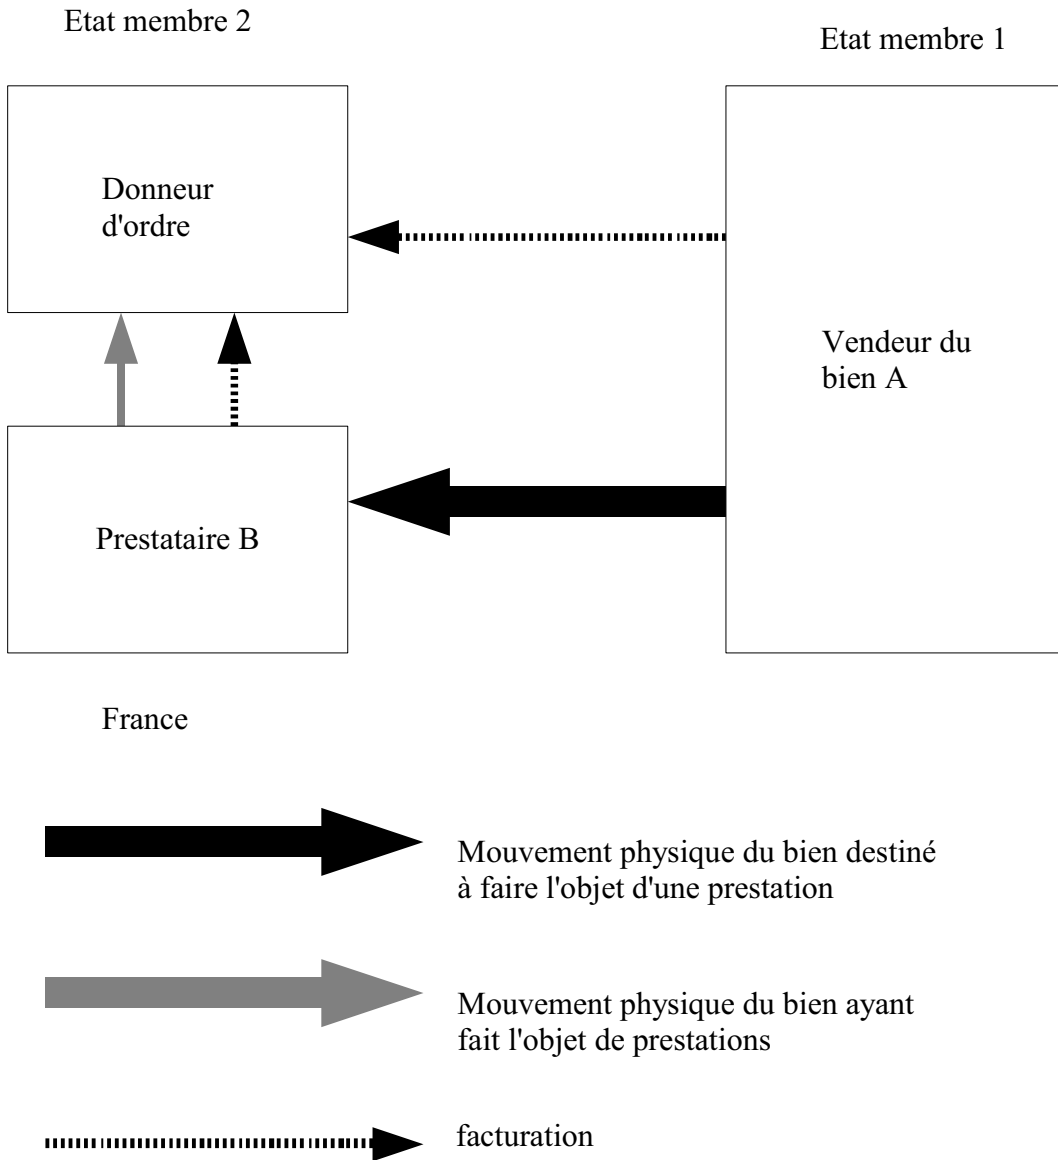 Etat membre 2
Etat membre 1
Donneur
d'ordre
Vendeur du
bien A
Prestataire B
France
Mouvement physique du bien destiné
à faire l'objet d'une prestation
Mouvement physique du bien ayant
fait l'objet de prestations
facturation